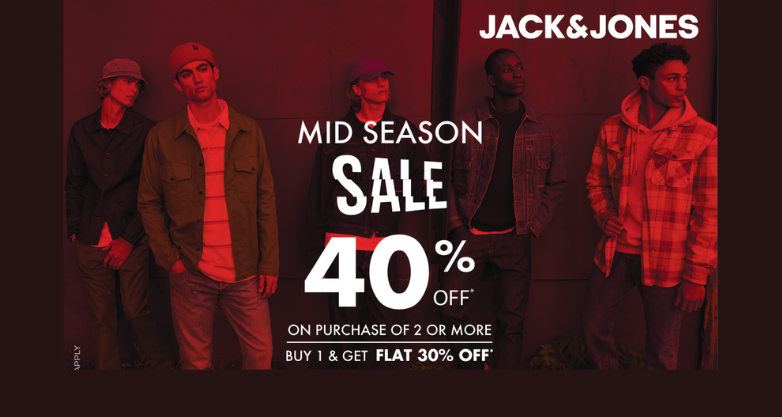 JACK&JONES
MID SEASON
SALE
40%
OFF*
ON PURCHASE OF 2 OR MORE
BUY 1 & GET FLAT 30% OFF*
APPLY